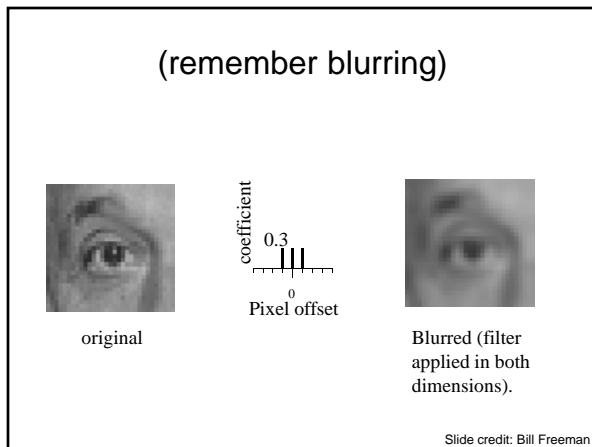 (remember blurring)
coefficient
0.3
0
Pixel offset
original
Blurred (filter
applied in both
dimensions).
Slide credit: Bill Freeman